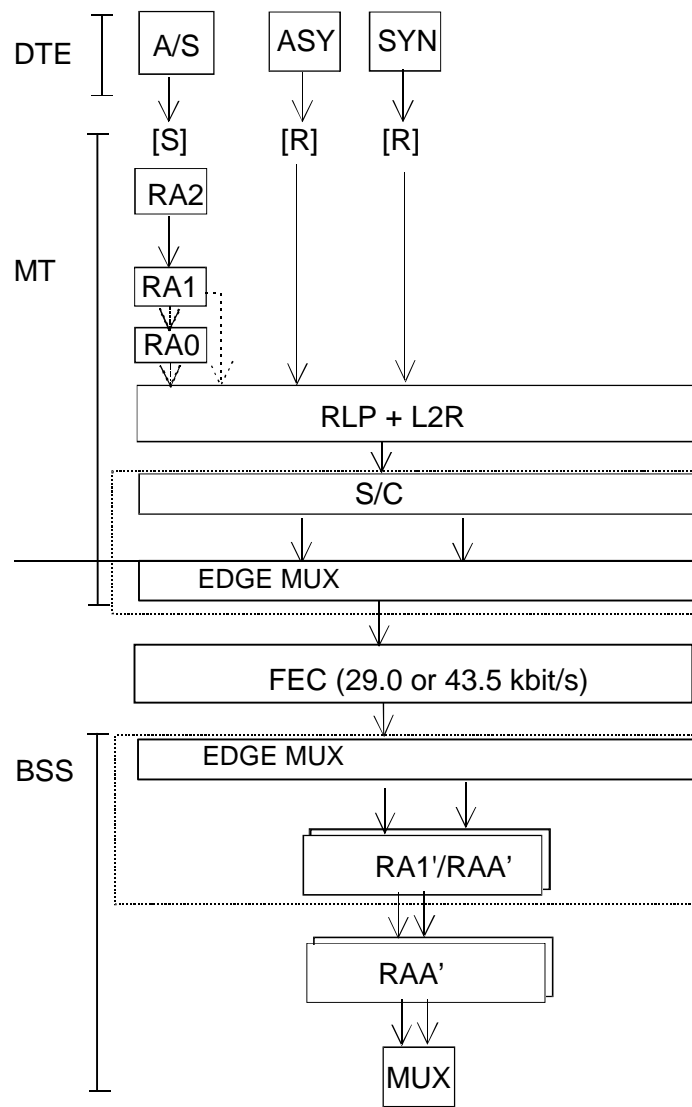 DTE
A/S
ASY
SYN
[S]
[R]
[R]
RA2
MT
RA1
RA0
RLP + L2R
S/C
EDGE MUX
FEC (29.0 or 43.5 kbit/s)
EDGE MUX
BSS
RA1'/RAA’
RAA’
MUX